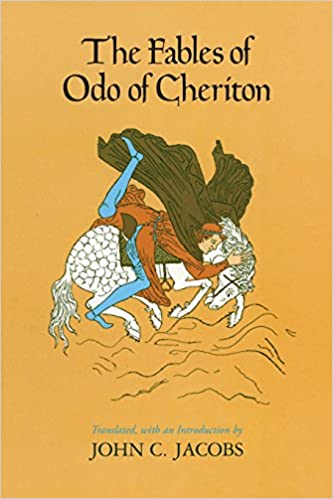 The Fables of
Odo of Cheriton
Translated, with an Introduction by
JOHN C. JACOBS